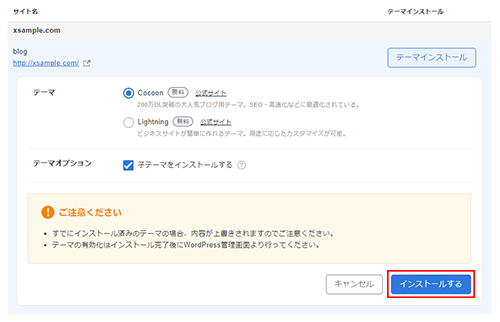 サイト名 テーマインストール
xsample.com
blog
http://xsample.com/
テーマインストール
テーマ Cocoon 無料 公式サイト
200万DL突破の大人気ブログ用テーマ。SEO・高速化などに最適化されている。
Lightning 無料 公式サイト
ビジネスサイトが簡単に作れるテーマ。用途に応じたカスタマイズが可能。
テーマオプション 子テーマをインストールする ?
! ご注意ください
• すでにインストール済みのテーマの場合、内容が上書きされますのでご注意ください。
• テーマの有効化はインストール完了後にWordPress管理画面より行ってください。
キャンセル インストールする